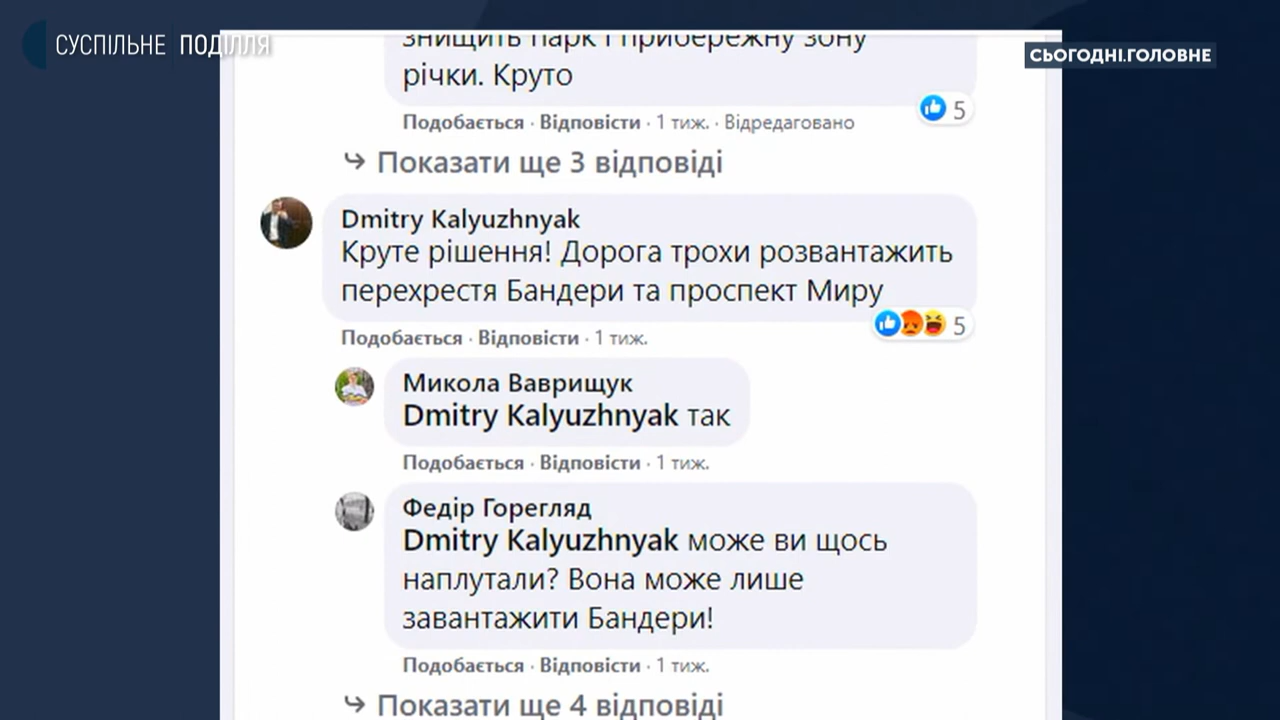 СУСПІЛЬНЕ ПОДІЛЛЯ
СЬОГОДНІ.ГОЛОВНЕ
знищить парк і прибережну зону
річки. Круто
Подобається · Відповісти · 1 тиж. · Відредаговано
5
Показати ще 3 відповіді
Dmitry Kalyuzhnyak
Круте рішення! Дорога трохи розвантажить
перехрестя Бандери та проспект Миру
5
Подобається · Відповісти · 1 тиж.
Микола Ваврищук
Dmitry Kalyuzhnyak так
Подобається · Відповісти · 1 тиж.
Федір Горегляд
Dmitry Kalyuzhnyak може ви щось
наплутали? Вона може лише
завантажити Бандери!
Подобається · Відповісти · 1 тиж.
Показати ще 4 відповіді